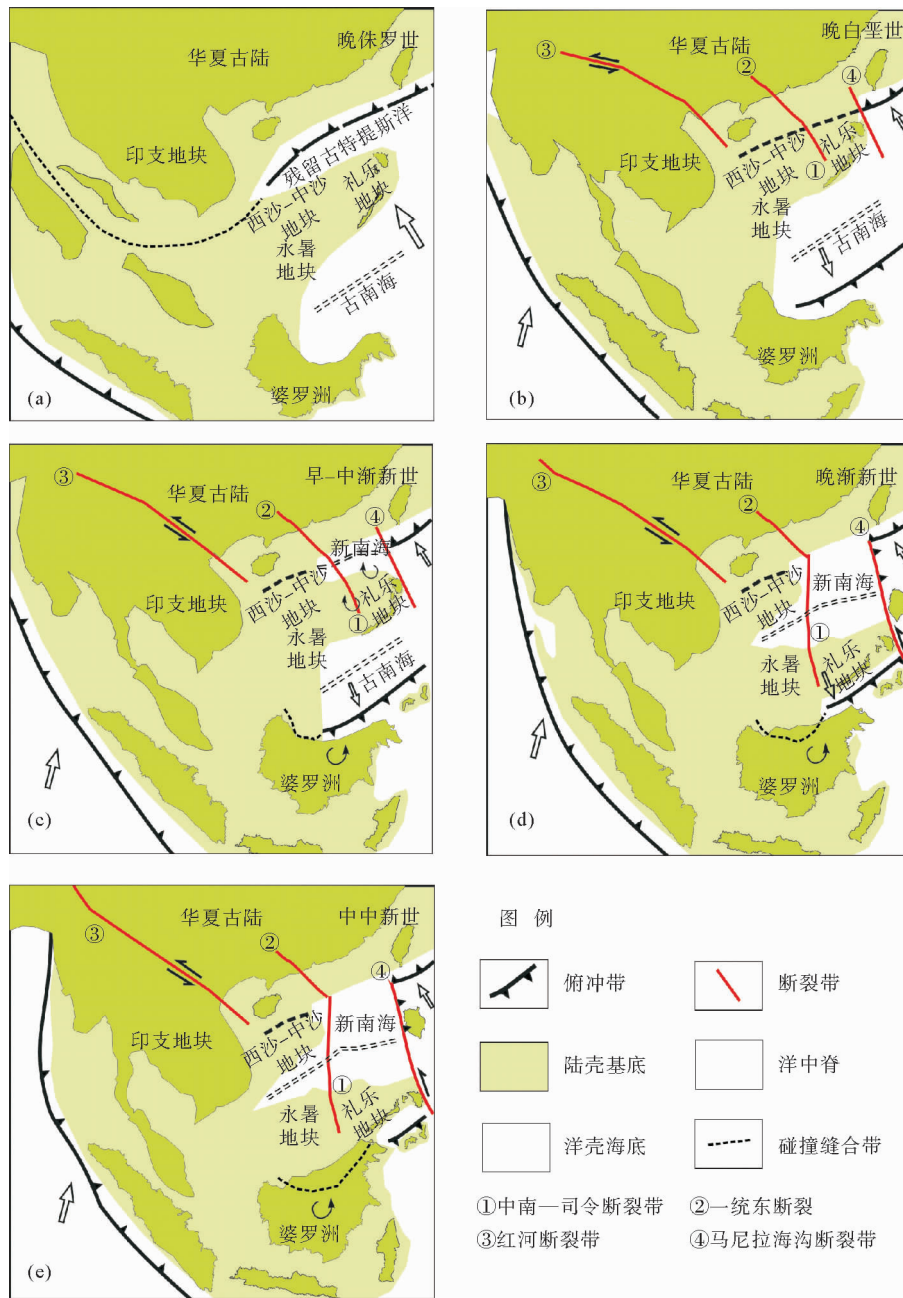 晚侏罗世
华夏古陆
印支地块
残留古特提斯洋
西沙-中沙
地块
礼乐
地块
永暑
地块
古南海
婆罗洲
(a)
晚白垩世
③
华夏古陆
②
④
印支地块
西沙-中沙
地块
①
礼乐
地块
永暑
地块
古南海
婆罗洲
(b)
早-中渐新世
③
华夏古陆
②
④
新南海
印支地块
西沙-中沙
地块
①
礼乐
地块
永暑
地块
古南海
婆罗洲
(c)
晚渐新世
③
华夏古陆
②
④
新南海
印支地块
西沙-中沙
地块
①
永暑
地块
礼乐
地块
婆罗洲
(d)
中中新世
③
华夏古陆
②
④
新南海
印支地块
西沙-中沙
地块
①
永暑
地块
礼乐
地块
婆罗洲
(e)
图 例
俯冲带
断裂带
陆壳基底
洋中脊
洋壳海底
碰撞缝合带
①中南—司令断裂带 ②一统东断裂
③红河断裂带 ④马尼拉海沟断裂带